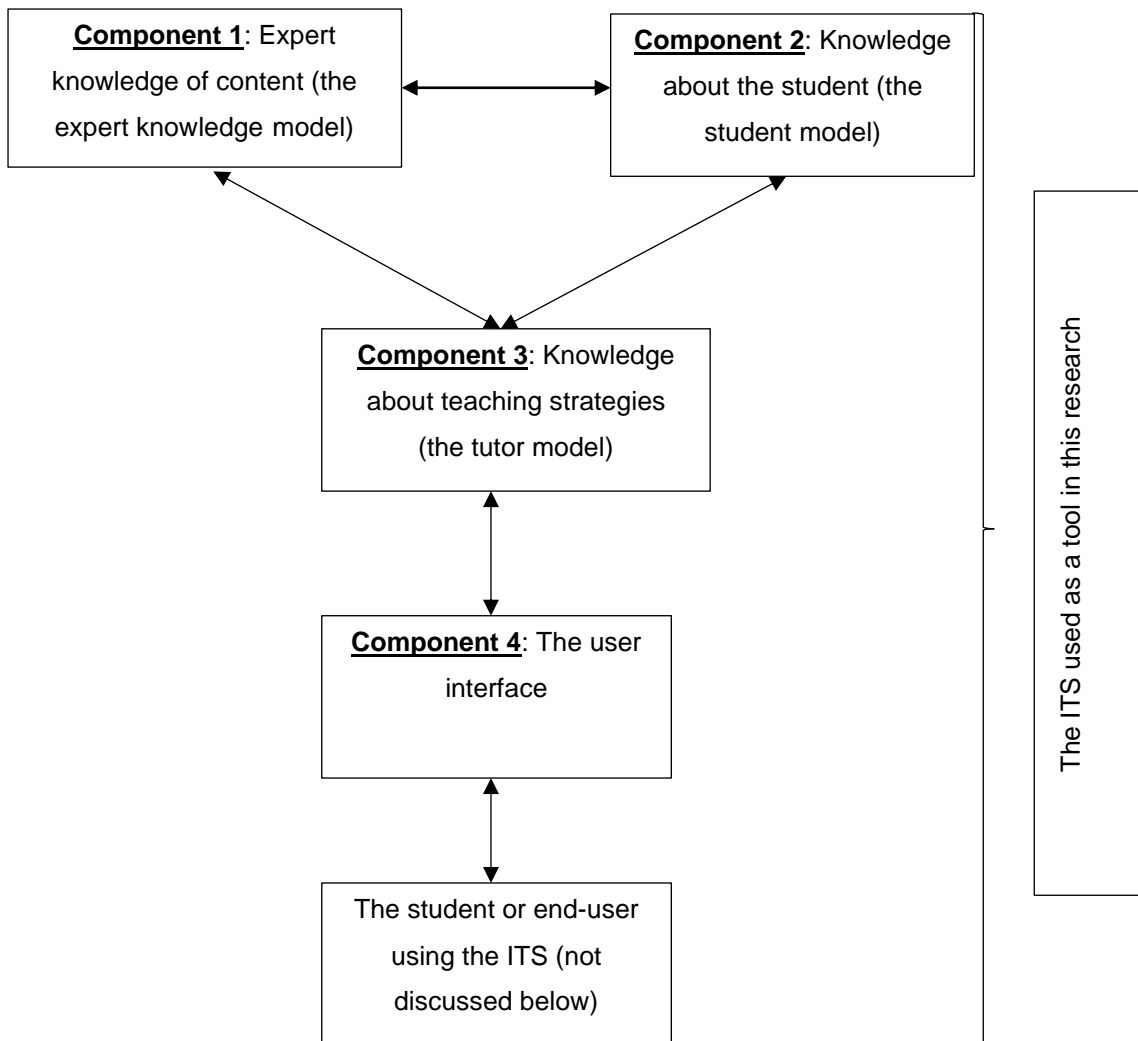 Component 1: Expert
knowledge of content (the
expert knowledge model)
Component 2: Knowledge
about the student (the
student model)
Component 3: Knowledge
about teaching strategies
(the tutor model)
Component 4: The user
interface
The student or end-user
using the ITS (not
discussed below)
The ITS used as a tool in this research